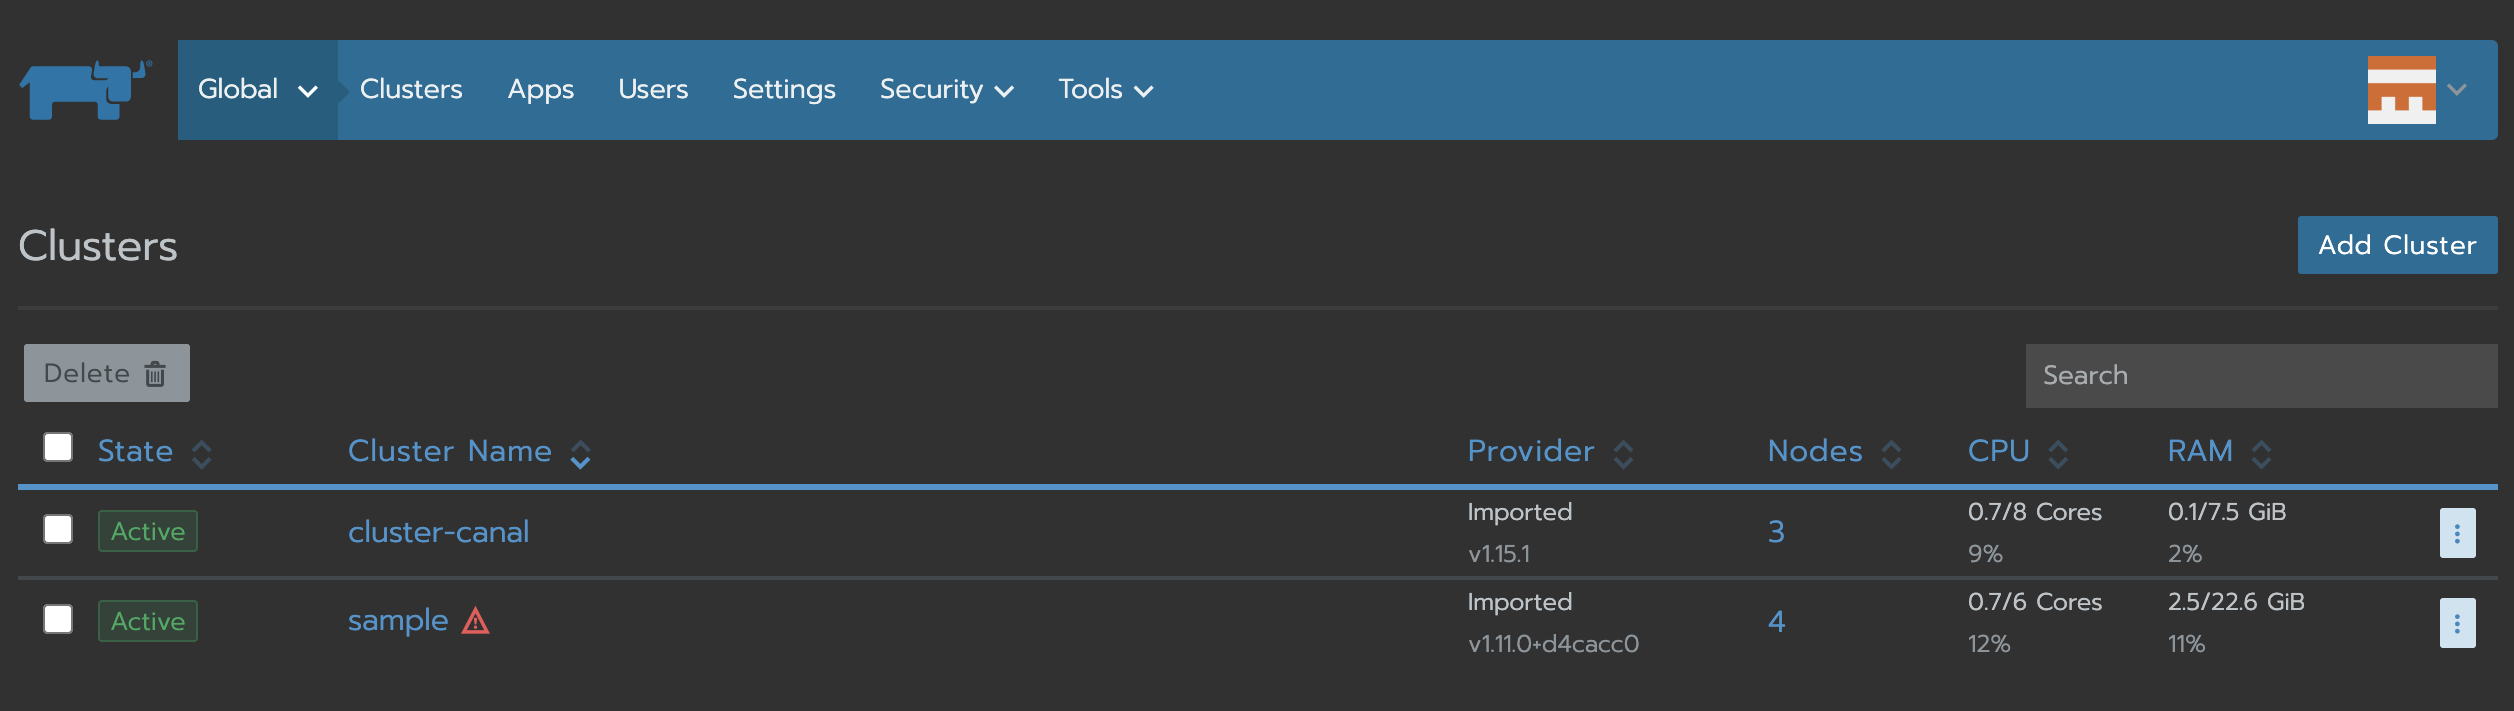 Global Clusters Apps Users Settings Security Tools
Clusters
Add Cluster
Delete
Search
State Cluster Name Provider Nodes CPU RAM
Active cluster-canal Imported 3 0.7/8 Cores 0.1/7.5 GiB
v1.15.1 9% 2%
Active sample Imported 4 0.7/6 Cores 2.5/22.6 GiB
v1.11.0+d4cacc0 12% 11%